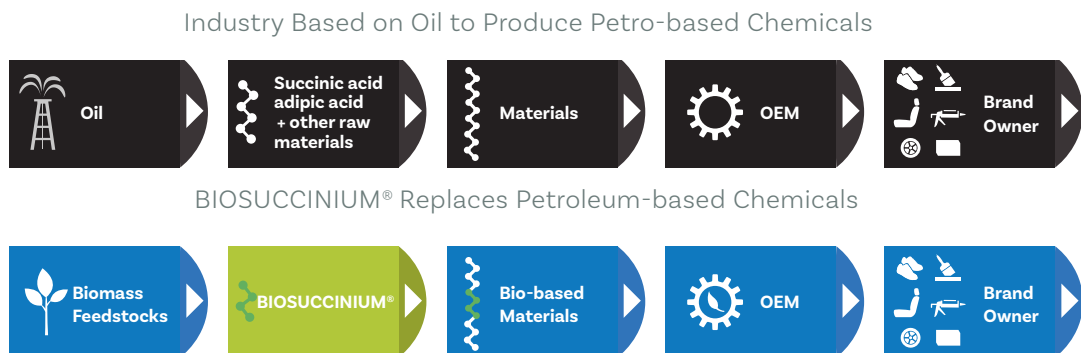 Industry Based on Oil to Produce Petro-based Chemicals
Oil
Succinic acid
adipic acid
+ other raw
materials
Materials
OEM
Brand
Owner
BIOSUCCINIUM® Replaces Petroleum-based Chemicals
Biomass
Feedstocks
BIOSUCCINIUM®
Bio-based
Materials
OEM
Brand
Owner